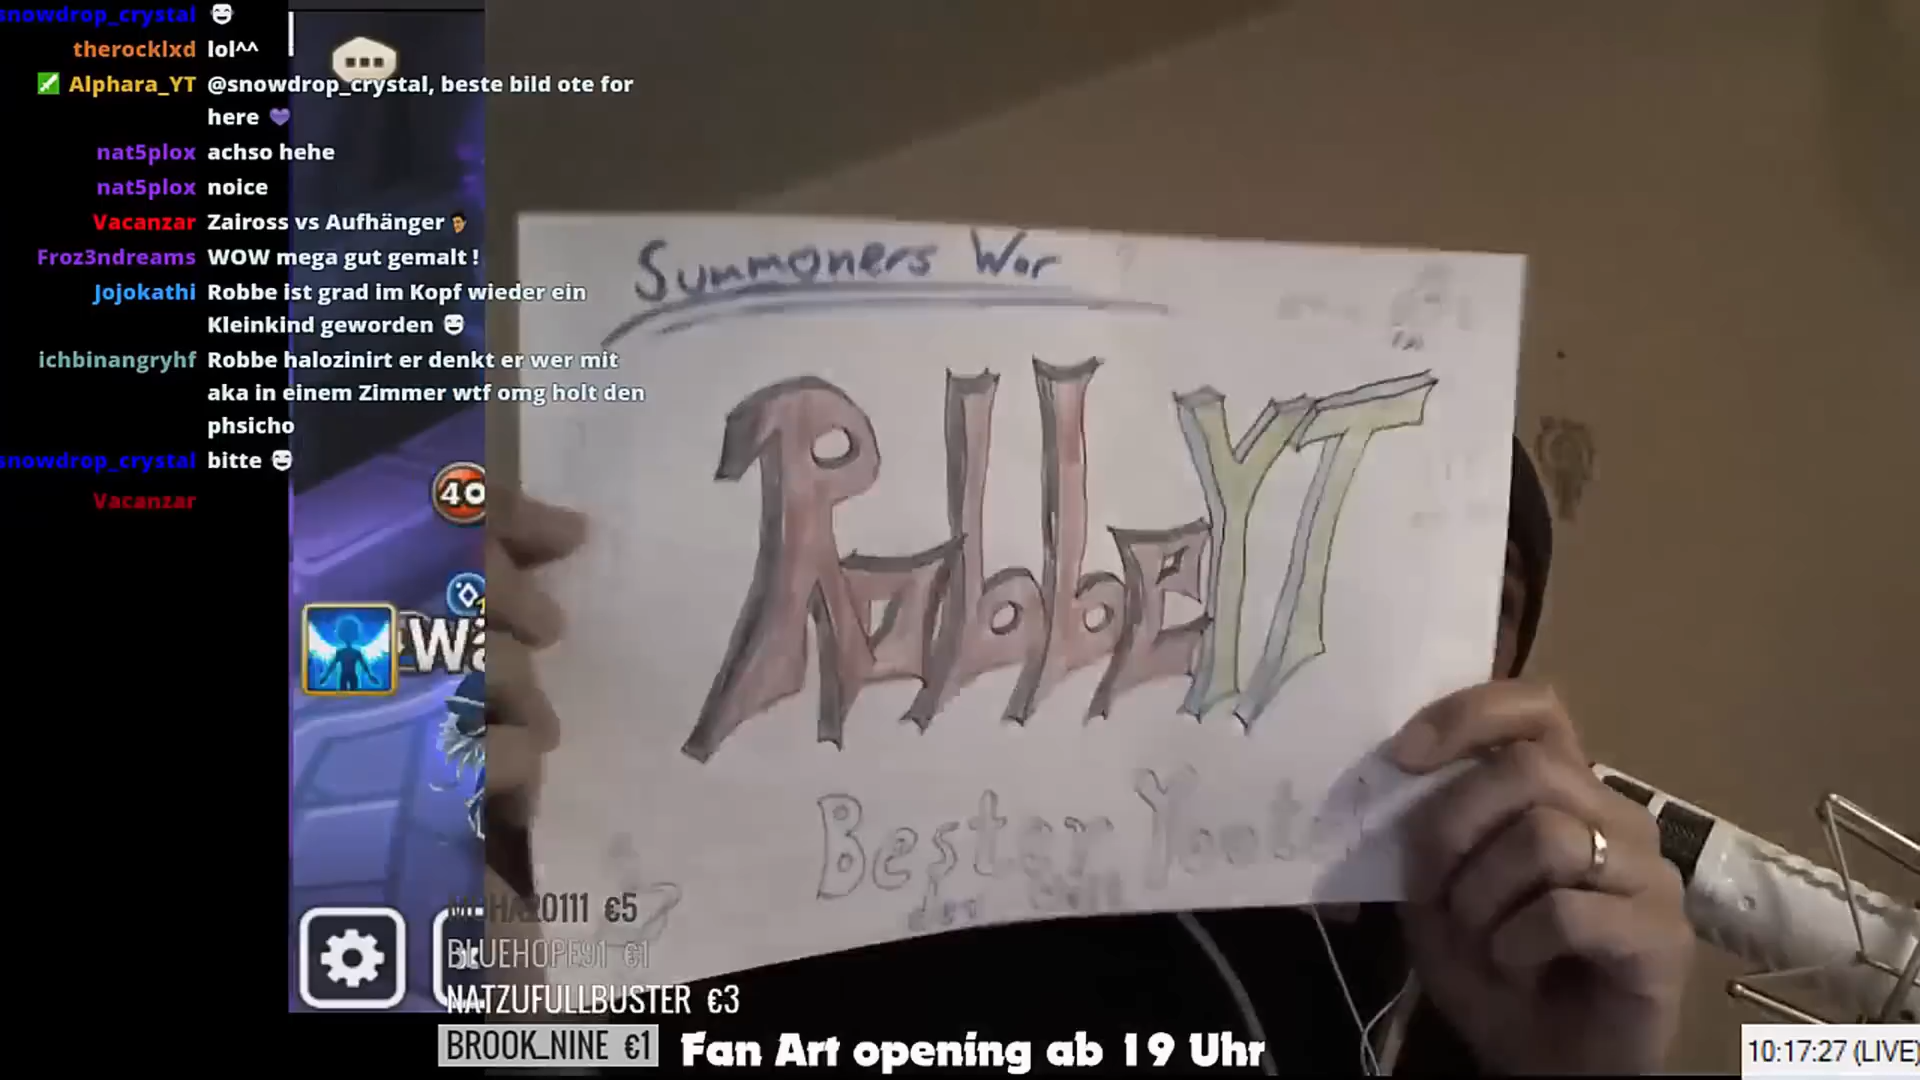 snowdrop_crystal
therocklxd lol^^
Alphara_YT @snowdrop_crystal, beste bild ote for
here
nat5plox achso hehe
nat5plox noice
Vacanzar Zaiross vs Aufhänger
Froz3ndreams WOW mega gut gemalt !
Jojokathi Robbe ist grad im Kopf wieder ein
Kleinkind geworden
ichbinangryhf Robbe halozinirt er denkt er wer mit
aka in einem Zimmer wtf omg holt den
phsicho
snowdrop_crystal bitte
Vacanzar
40
Summoners War
RobbeYT
Bester
MOHA20111 €5
BLUEHOPE91 €1
NATZUFULLBUSTER €3
BROOK_NINE €1
Fan Art opening ab 19 Uhr
10:17:27 (LIVE)